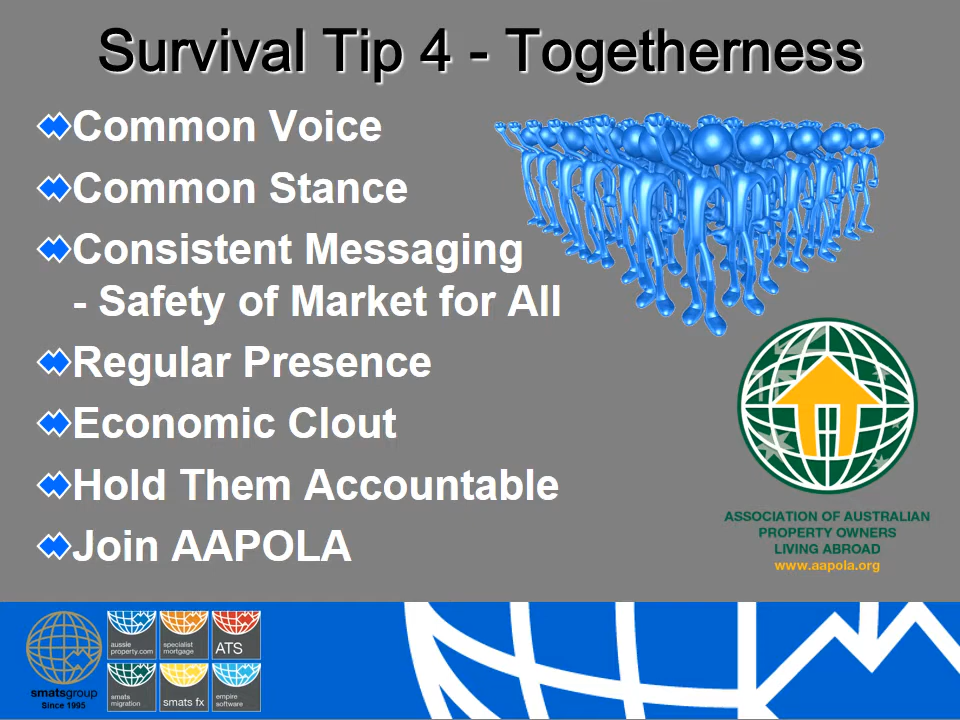 Survival Tip 4 - Togetherness
Common Voice
Common Stance
Consistent Messaging
- Safety of Market for All
Regular Presence
Economic Clout
Hold Them Accountable
Join AAPOLA
ASSOCIATION OF AUSTRALIAN
PROPERTY OWNERS
LIVING ABROAD
www.aapola.org
smatsgroup
Since 1995
aussie
property.com
specialist
mortgage
ATS
smats
migration
smats fx
empire
software